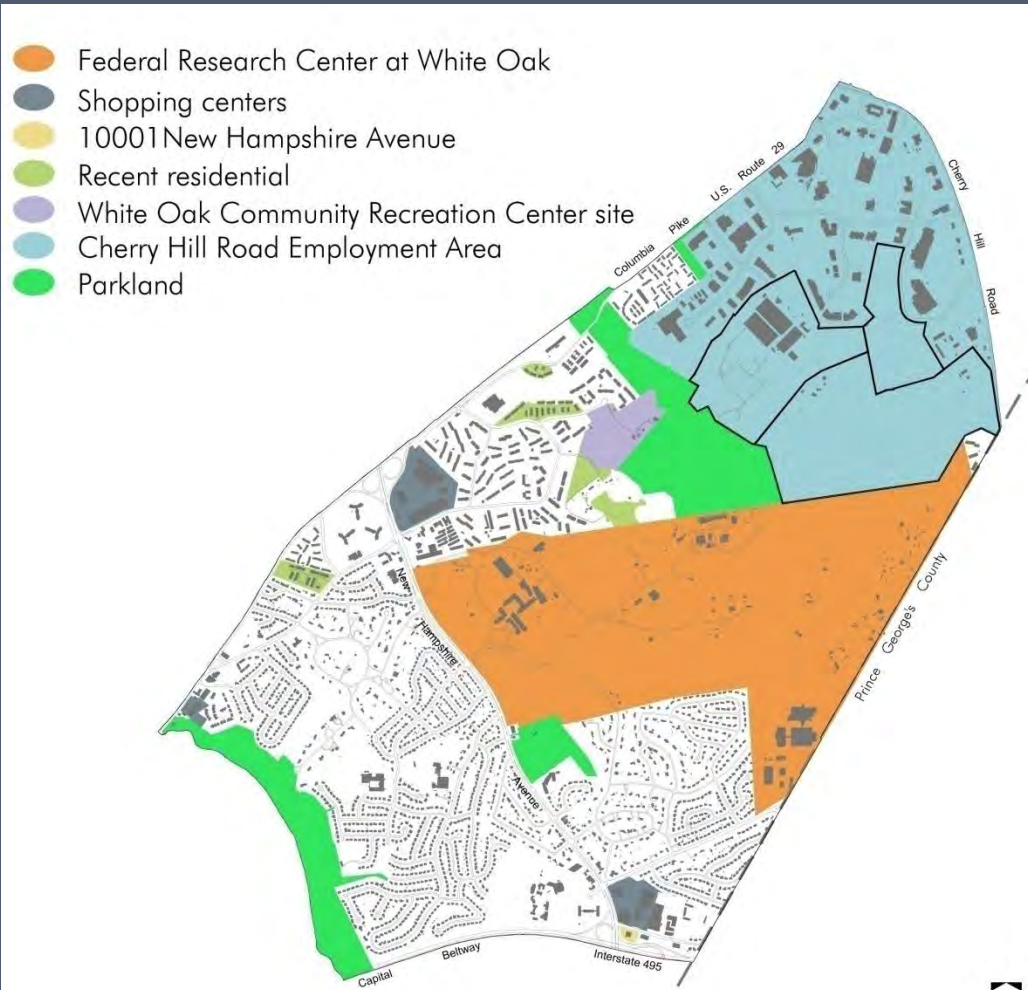 Federal Research Center at White Oak
Shopping centers
10001New Hampshire Avenue
Recent residential
White Oak Community Recreation Center site
Cherry Hill Road Employment Area
Parkland
Columbia Pike U.S. Route 29
Cherry Hill Road
New Hampshire Avenue
Prince George's County
Capital Beltway Interstate 495